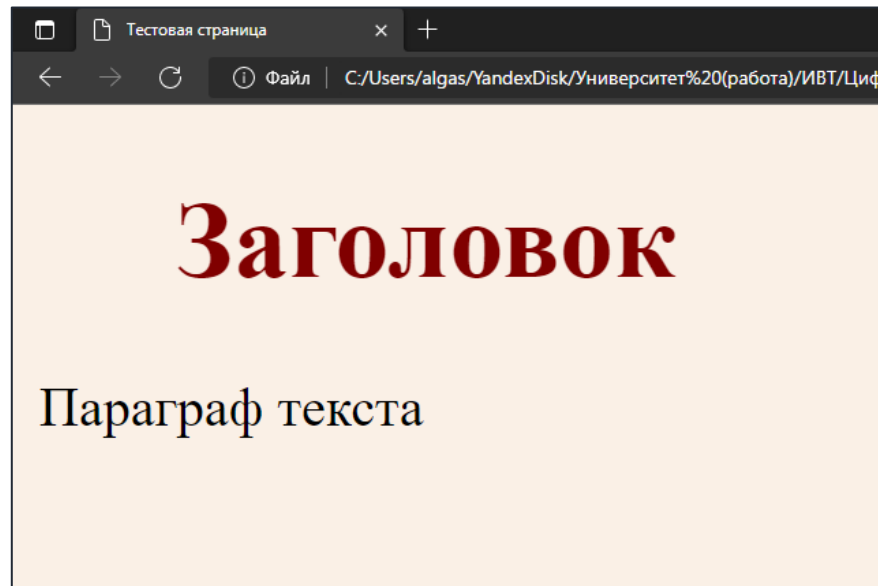 Тестовая страница
Файл C:/Users/algas/YandexDisk/Университет%20(работа)/ИВТ/Циф
Заголовок
Параграф текста